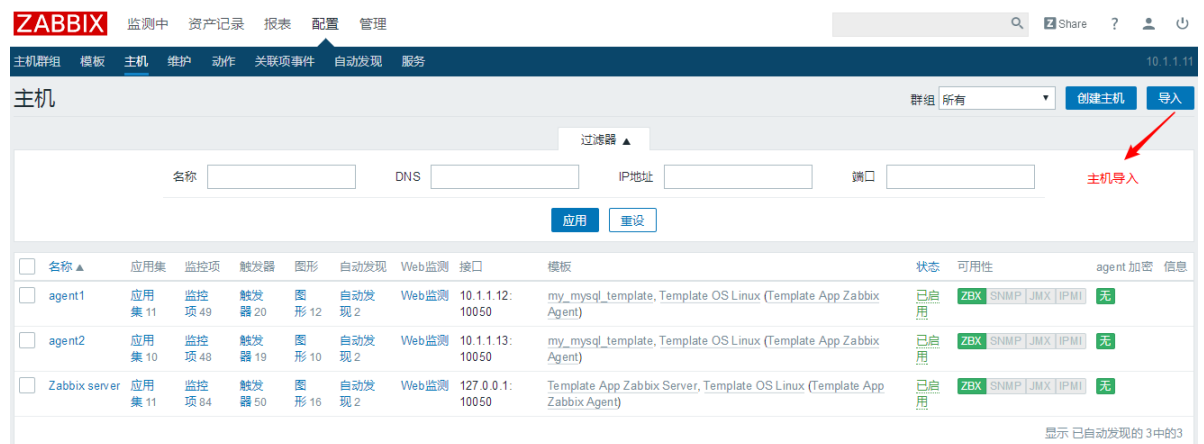 ZABBIX 监测中 资产记录 报表 配置 管理 Z Share ?
主机群组 模板 主机 维护 动作 关联项事件 自动发现 服务 10.1.1.11
主机 群组 所有 ▼ 创建主机 导入
过滤器 ▲
名称 DNS IP地址 端口 主机导入
应用 重设
名称 ▲ 应用集 监控项 触发器 图形 自动发现 Web监测 接口 模板 状态 可用性 agent 加密 信息
agent1 应用 监控 触发 图 自动发 Web监测 10.1.1.12: my_mysql_template, Template OS Linux (Template App Zabbix 已启 ZBX SNMP JMX IPMI 无
集 11 项 49 器 20 形 12 现 2 10050 Agent) 用
agent2 应用 监控 触发 图 自动发 Web监测 10.1.1.13: my_mysql_template, Template OS Linux (Template App Zabbix 已启 ZBX SNMP JMX IPMI 无
集 10 项 48 器 19 形 10 现 2 10050 Agent) 用
Zabbix server 应用 监控 触发 图 自动发 Web监测 127.0.0.1: Template App Zabbix Server, Template OS Linux (Template App 已启 ZBX SNMP JMX IPMI 无
集 11 项 84 器 50 形 16 现 2 10050 Zabbix Agent) 用
显示 已自动发现的 3中的3